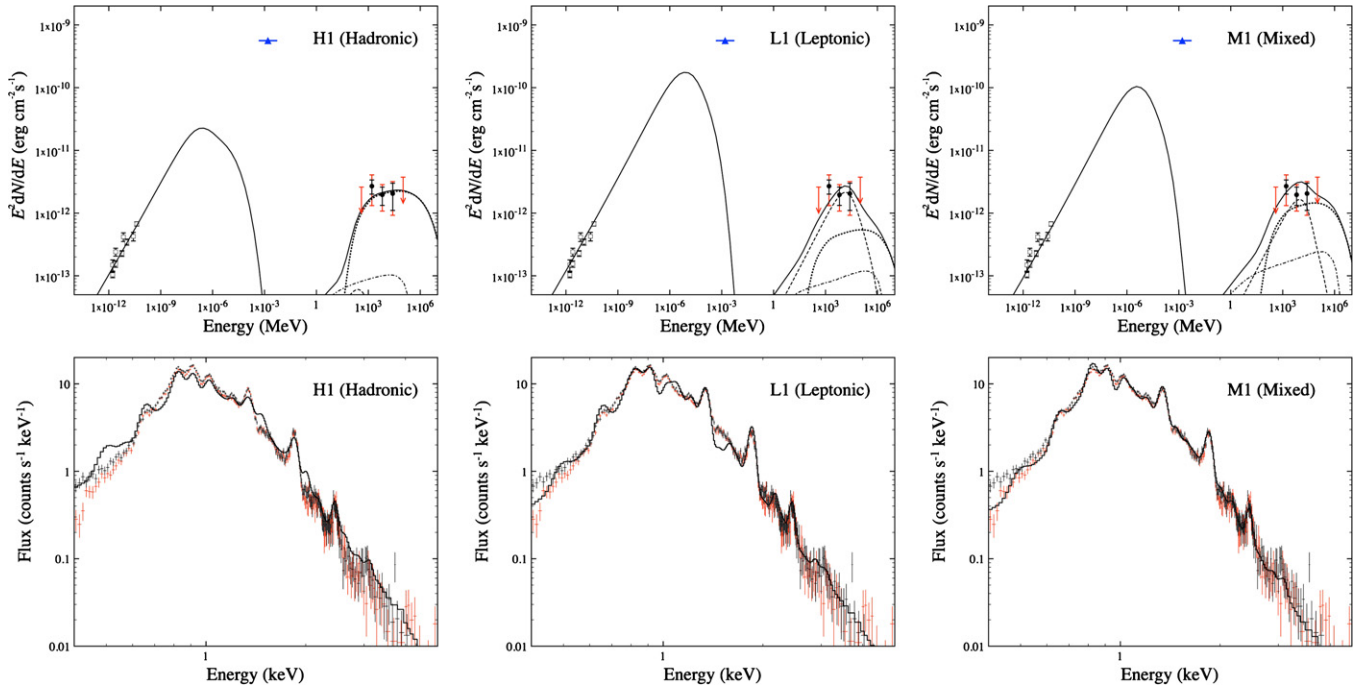 H1 (Hadronic)
E²dN/dE (erg cm⁻² s⁻¹)
1×10⁻⁹
1×10⁻¹⁰
1×10⁻¹¹
1×10⁻¹²
1×10⁻¹³
1×10⁻¹² 1×10⁻⁹ 1×10⁻⁶ 1×10⁻³ 1 1×10³ 1×10⁶
Energy (MeV)
L1 (Leptonic)
E²dN/dE (erg cm⁻² s⁻¹)
1×10⁻⁹
1×10⁻¹⁰
1×10⁻¹¹
1×10⁻¹²
1×10⁻¹³
1×10⁻¹² 1×10⁻⁹ 1×10⁻⁶ 1×10⁻³ 1 1×10³ 1×10⁶
Energy (MeV)
M1 (Mixed)
E²dN/dE (erg cm⁻² s⁻¹)
1×10⁻⁹
1×10⁻¹⁰
1×10⁻¹¹
1×10⁻¹²
1×10⁻¹³
1×10⁻¹² 1×10⁻⁹ 1×10⁻⁶ 1×10⁻³ 1 1×10³ 1×10⁶
Energy (MeV)
H1 (Hadronic)
Flux (counts s⁻¹ keV⁻¹)
10
1
0.1
0.01
1
Energy (keV)
L1 (Leptonic)
Flux (counts s⁻¹ keV⁻¹)
10
1
0.1
0.01
1
Energy (keV)
M1 (Mixed)
Flux (counts s⁻¹ keV⁻¹)
10
1
0.1
0.01
1
Energy (keV)